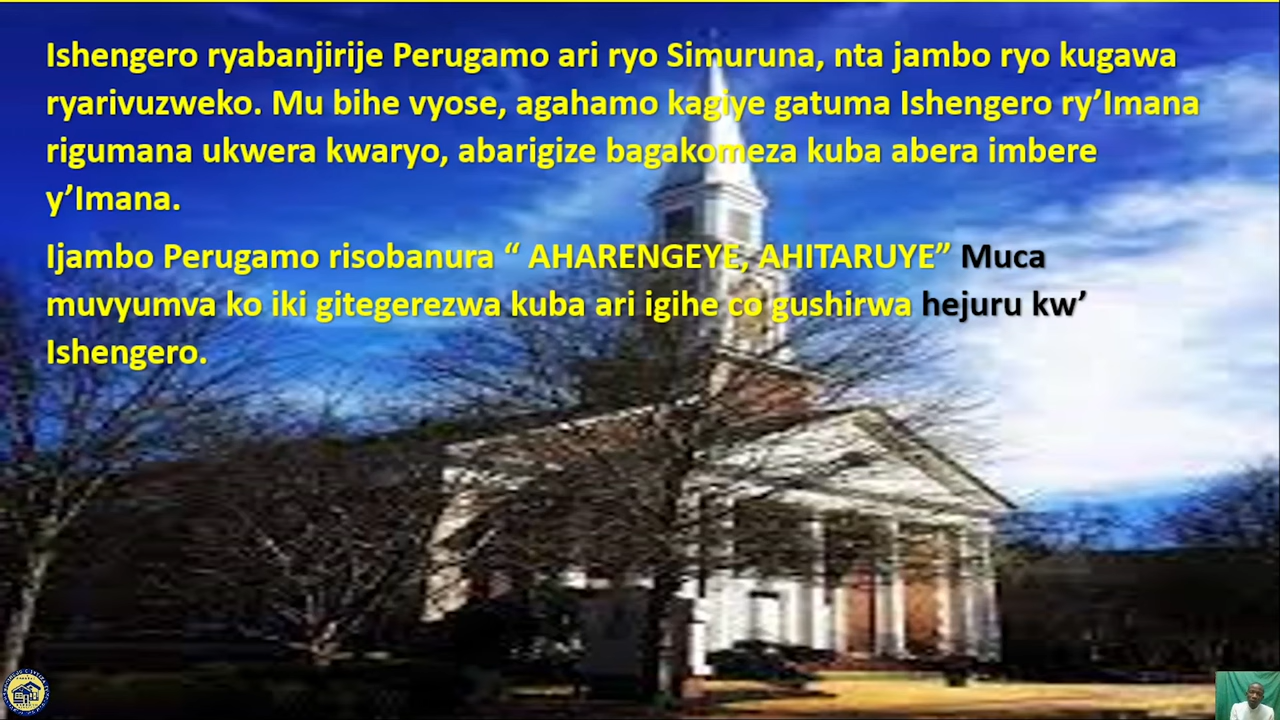 Ishengero ryabanjirije Perugamo ari ryo Simuruna, nta jambo ryo kugawa
ryarivuzweko. Mu bihe vyose, agahamo kagiye gatuma Ishengero ry’Imana
rigumana ukwera kwaryo, abarigize bagakomeza kuba abera imbere
y’Imana.
Ijambo Perugamo risobanura “ AHARENGEYE, AHITARUYE” Muca
muvyumva ko iki gitegerezwa kuba ari igihe co gushirwa hejuru kw’
Ishengero.